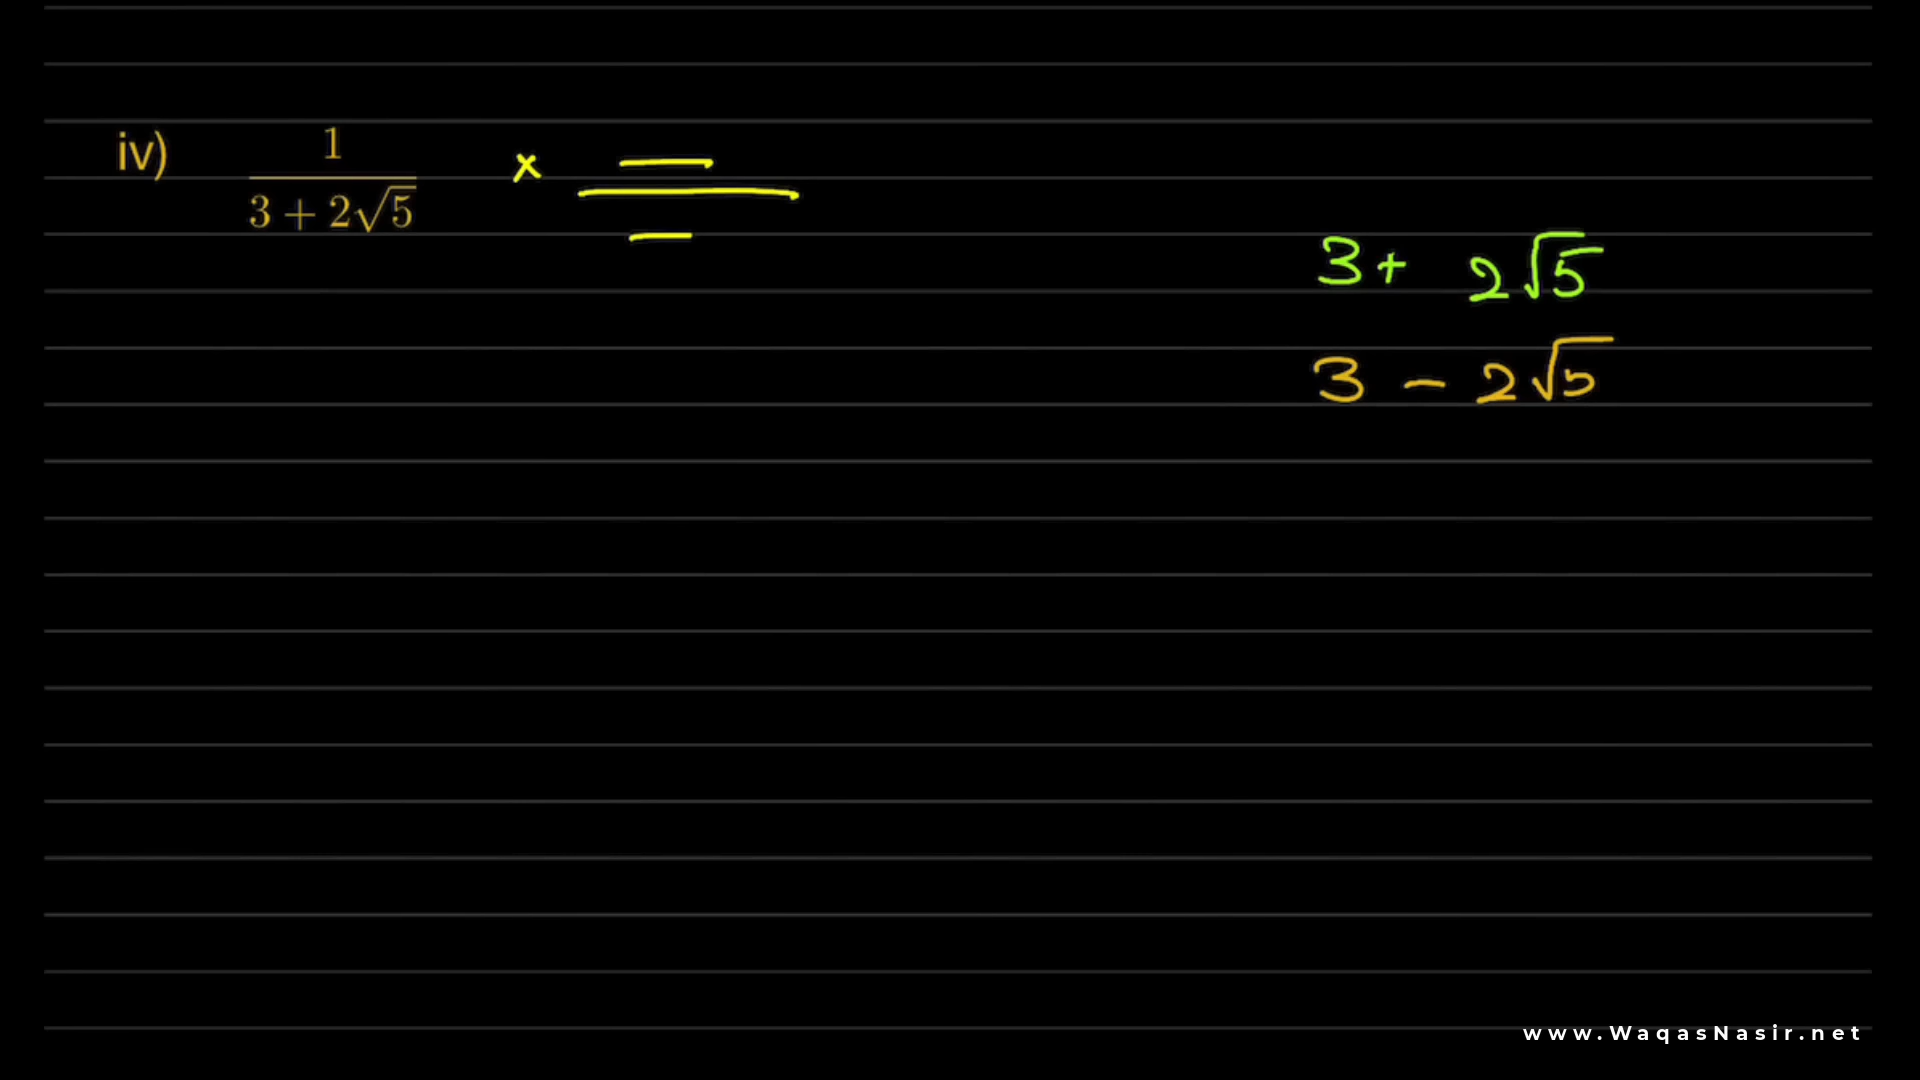 iv) 1 / (3 + 2√5) ×
3 + 2√5
3 - 2√5
www.WaqasNasir.net